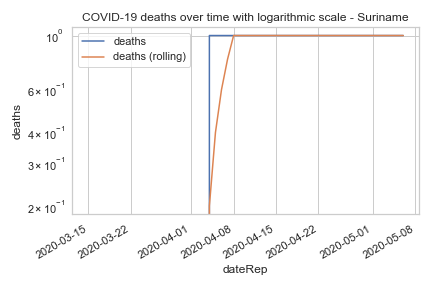 COVID-19 deaths over time with logarithmic scale - Suriname
deaths
deaths (rolling)
10⁰
6 × 10⁻¹
4 × 10⁻¹
3 × 10⁻¹
2 × 10⁻¹
deaths
2020-03-15
2020-03-22
2020-04-01
2020-04-08
2020-04-15
2020-04-22
2020-05-01
2020-05-08
dateRep